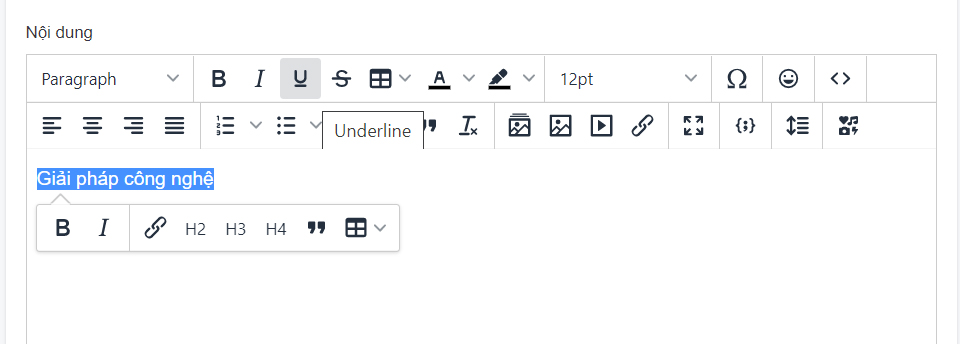 Nội dung
Paragraph B I U S A 12pt Ω <>
Underline
Giải pháp công nghệ
B I H2 H3 H4